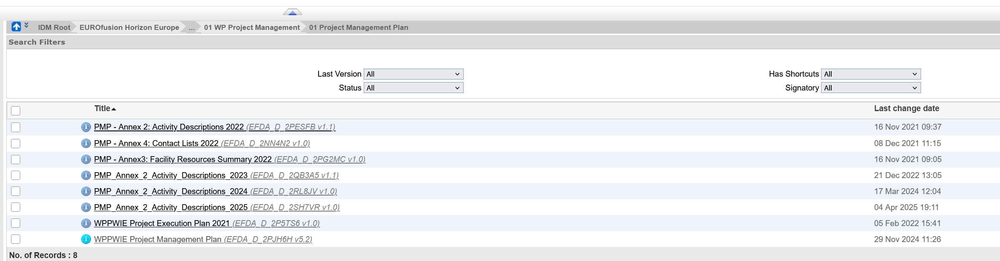 IDM Root EUROfusion Horizon Europe ... 01 WP Project Management 01 Project Management Plan
Search Filters
Last Version All Has Shortcuts All
Status All Signatory All
Title Last change date
PMP - Annex 2: Activity Descriptions 2022 (EFDA_D_2PESFB v1.1) 16 Nov 2021 09:37
PMP - Annex 4: Contact Lists 2022 (EFDA_D_2NN4N2 v1.0) 08 Dec 2021 11:15
PMP - Annex3: Facility Resources Summary 2022 (EFDA_D_2PG2MC v1.0) 16 Nov 2021 09:05
PMP_Annex_2_Activity_Descriptions_2023 (EFDA_D_2QB3A5 v1.1) 21 Dec 2022 13:05
PMP_Annex_2_Activity_Descriptions_2024 (EFDA_D_2RL8JV v1.0) 17 Mar 2024 12:04
PMP_Annex_2_Activity_Descriptions_2025 (EFDA_D_2SH7VR v1.0) 04 Apr 2025 19:11
WPPWIE Project Execution Plan 2021 (EFDA_D_2P5TS6 v1.0) 05 Feb 2022 15:41
WPPWIE Project Management Plan (EFDA_D_2PJH6H v5.2) 29 Nov 2024 11:26
No. of Records : 8